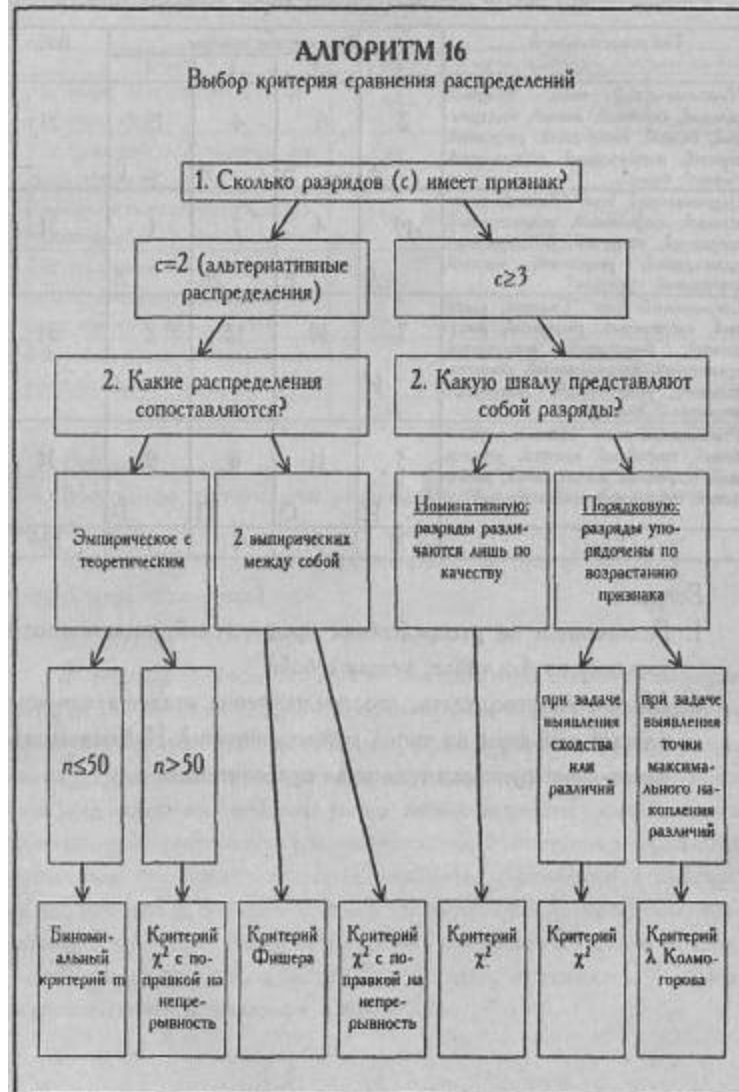 АЛГОРИТМ 16
Выбор критерия сравнения распределений
1. Сколько разрядов (c) имеет признак?
c=2 (альтернативные
распределения)
c≥3
2. Какие распределения
сопоставляются?
2. Какую шкалу представляют
собой разряды?
Эмпирическое с
теоретическим
2 эмпирических
между собой
Номинативную:
разряды разли-
чаются лишь по
качеству
Порядковую:
разряды упо-
рядочены по
возрастанию
признака
n≤50
n>50
при задаче
выявления
сходства
или
различий
при задаче
выявления
точки
максима-
льного на-
копления
различий
Биноми-
альный
критерий m
Критерий
χ² с по-
правкой на
непре-
рывность
Критерий
Фишера
Критерий
χ² с по-
правкой на
непре-
рывность
Критерий
χ²
Критерий
χ²
Критерий
λ Колмо-
горова